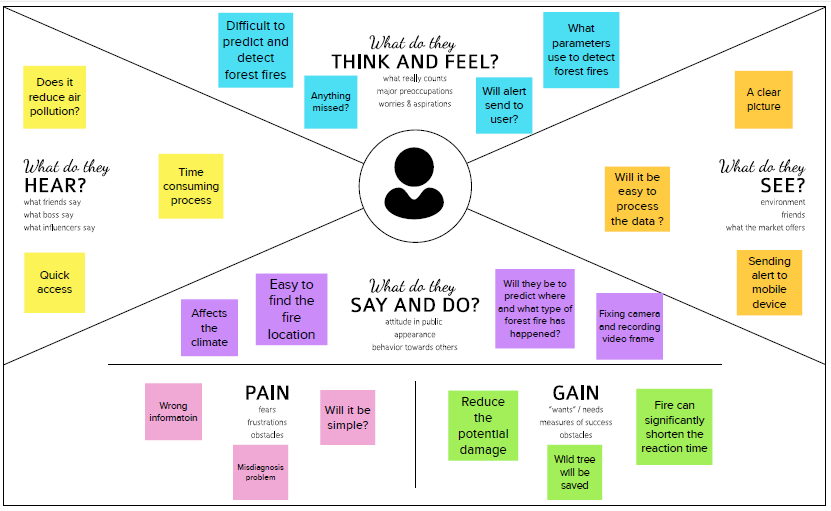 Difficult to
predict and
detect
forest fires
Anything
missed?
What do they
THINK AND FEEL?
what really counts
major preoccupations
worries & aspirations
Will alert
send to
user?
What
parameters
use to detect
forest fires
Does it
reduce air
pollution?
What do they
HEAR?
what friends say
what boss say
what influencers say
Time
consuming
process
Quick
access
A clear
picture
Will it be
easy to
process
the data ?
What do they
SEE?
environment
friends
what the market offers
Sending
alert to
mobile
device
Affects
the
climate
Easy to
find the
fire
location
What do they
SAY AND DO?
attitude in public
appearance
behavior towards others
Will they be to
predict where
and what type of
forest fire has
happened?
Fixing camera
and recording
video frame
Wrong
informatoin
PAIN
fears
frustrations
obstacles
Misdiagnosis
problem
Will it be
simple?
Reduce
the
potential
damage
GAIN
"wants" / needs
measures of success
obstacles
Wild tree
will be
saved
Fire can
significantly
shorten the
reaction time